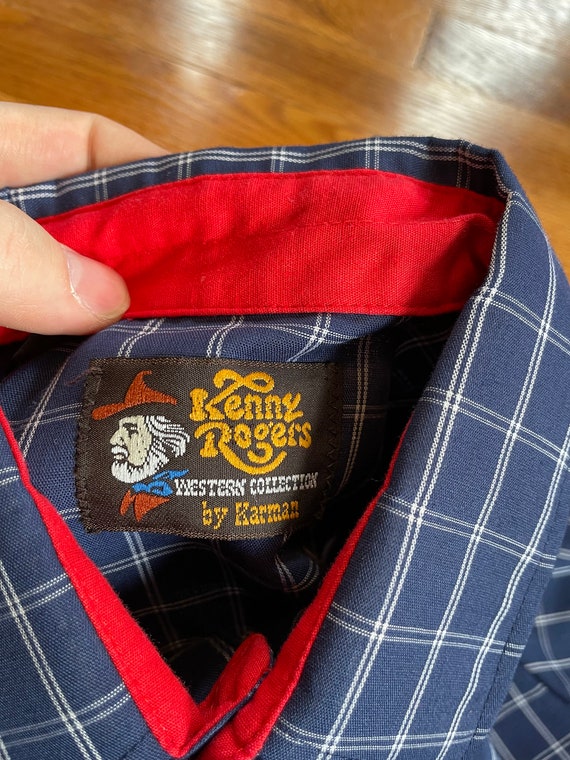 Kenny
Rogers
WESTERN COLLECTION
by Karman